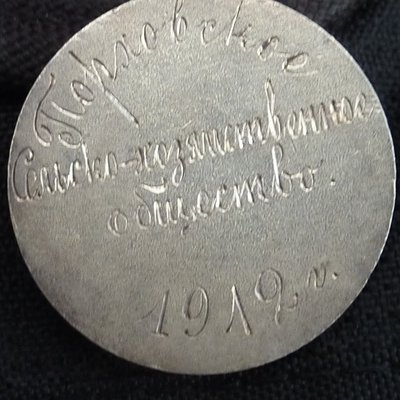 Порховское
Сельско-хозяйственное
общество.
1912 г.